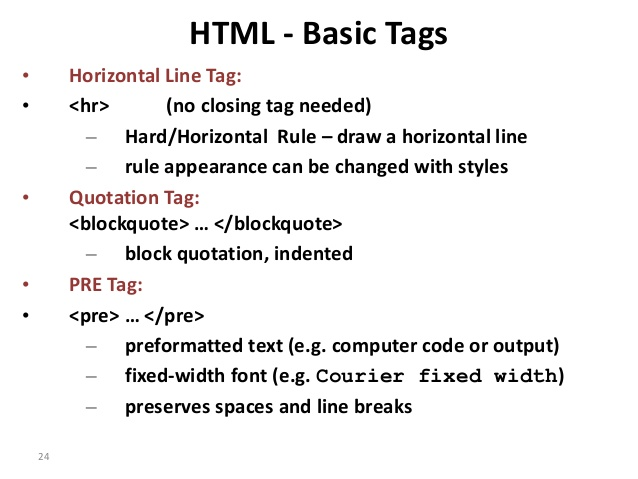 HTML - Basic Tags
• Horizontal Line Tag:
• <hr> (no closing tag needed)
– Hard/Horizontal Rule – draw a horizontal line
– rule appearance can be changed with styles
• Quotation Tag:
<blockquote> … </blockquote>
– block quotation, indented
• PRE Tag:
• <pre> … </pre>
– preformatted text (e.g. computer code or output)
– fixed-width font (e.g. Courier fixed width)
– preserves spaces and line breaks
24